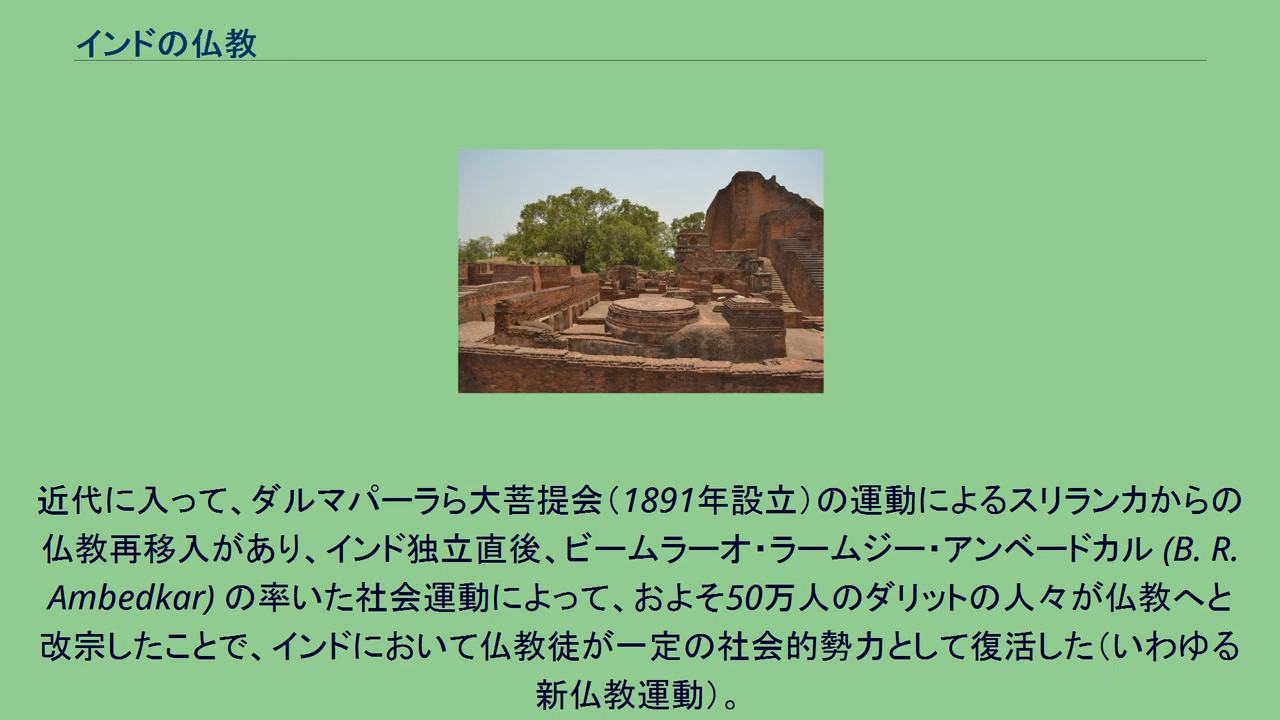 インドの仏教
近代に入って、ダルマパーラら大菩提会（1891年設立）の運動によるスリランカからの
仏教再移入があり、インド独立直後、ビームラーオ・ラームジー・アンベードカル (B. R.
Ambedkar) の率いた社会運動によって、およそ50万人のダリットの人々が仏教へと
改宗したことで、インドにおいて仏教徒が一定の社会的勢力として復活した（いわゆる
新仏教運動）。